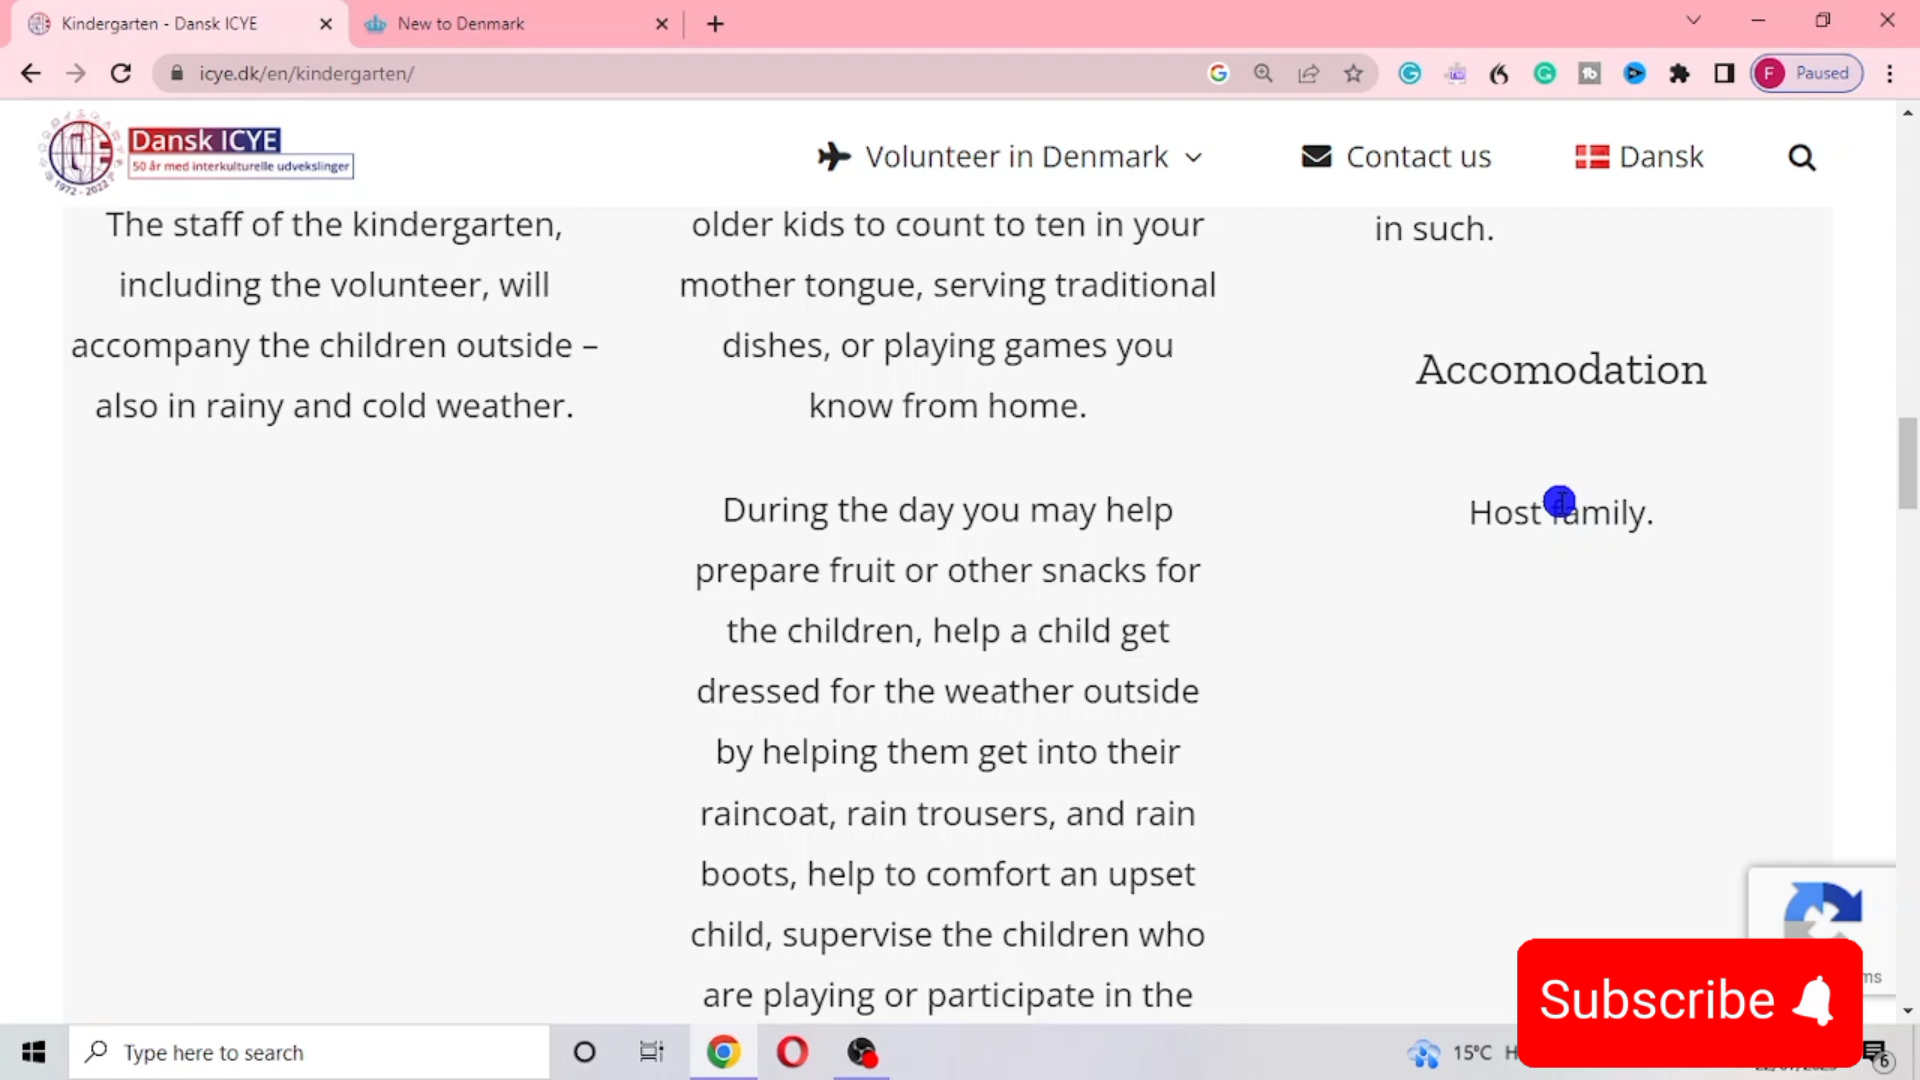 Kindergarten - Dansk ICYE
New to Denmark
icye.dk/en/kindergarten/
F Paused
Dansk ICYE
50 år med interkulturelle udvekslinger
1972 - 2022
Volunteer in Denmark
Contact us
Dansk
The staff of the kindergarten,
including the volunteer, will
accompany the children outside –
also in rainy and cold weather.
older kids to count to ten in your
mother tongue, serving traditional
dishes, or playing games you
know from home.
During the day you may help
prepare fruit or other snacks for
the children, help a child get
dressed for the weather outside
by helping them get into their
raincoat, rain trousers, and rain
boots, help to comfort an upset
child, supervise the children who
are playing or participate in the
in such.
Accomodation
Host family.
Subscribe
Type here to search
15°C
6